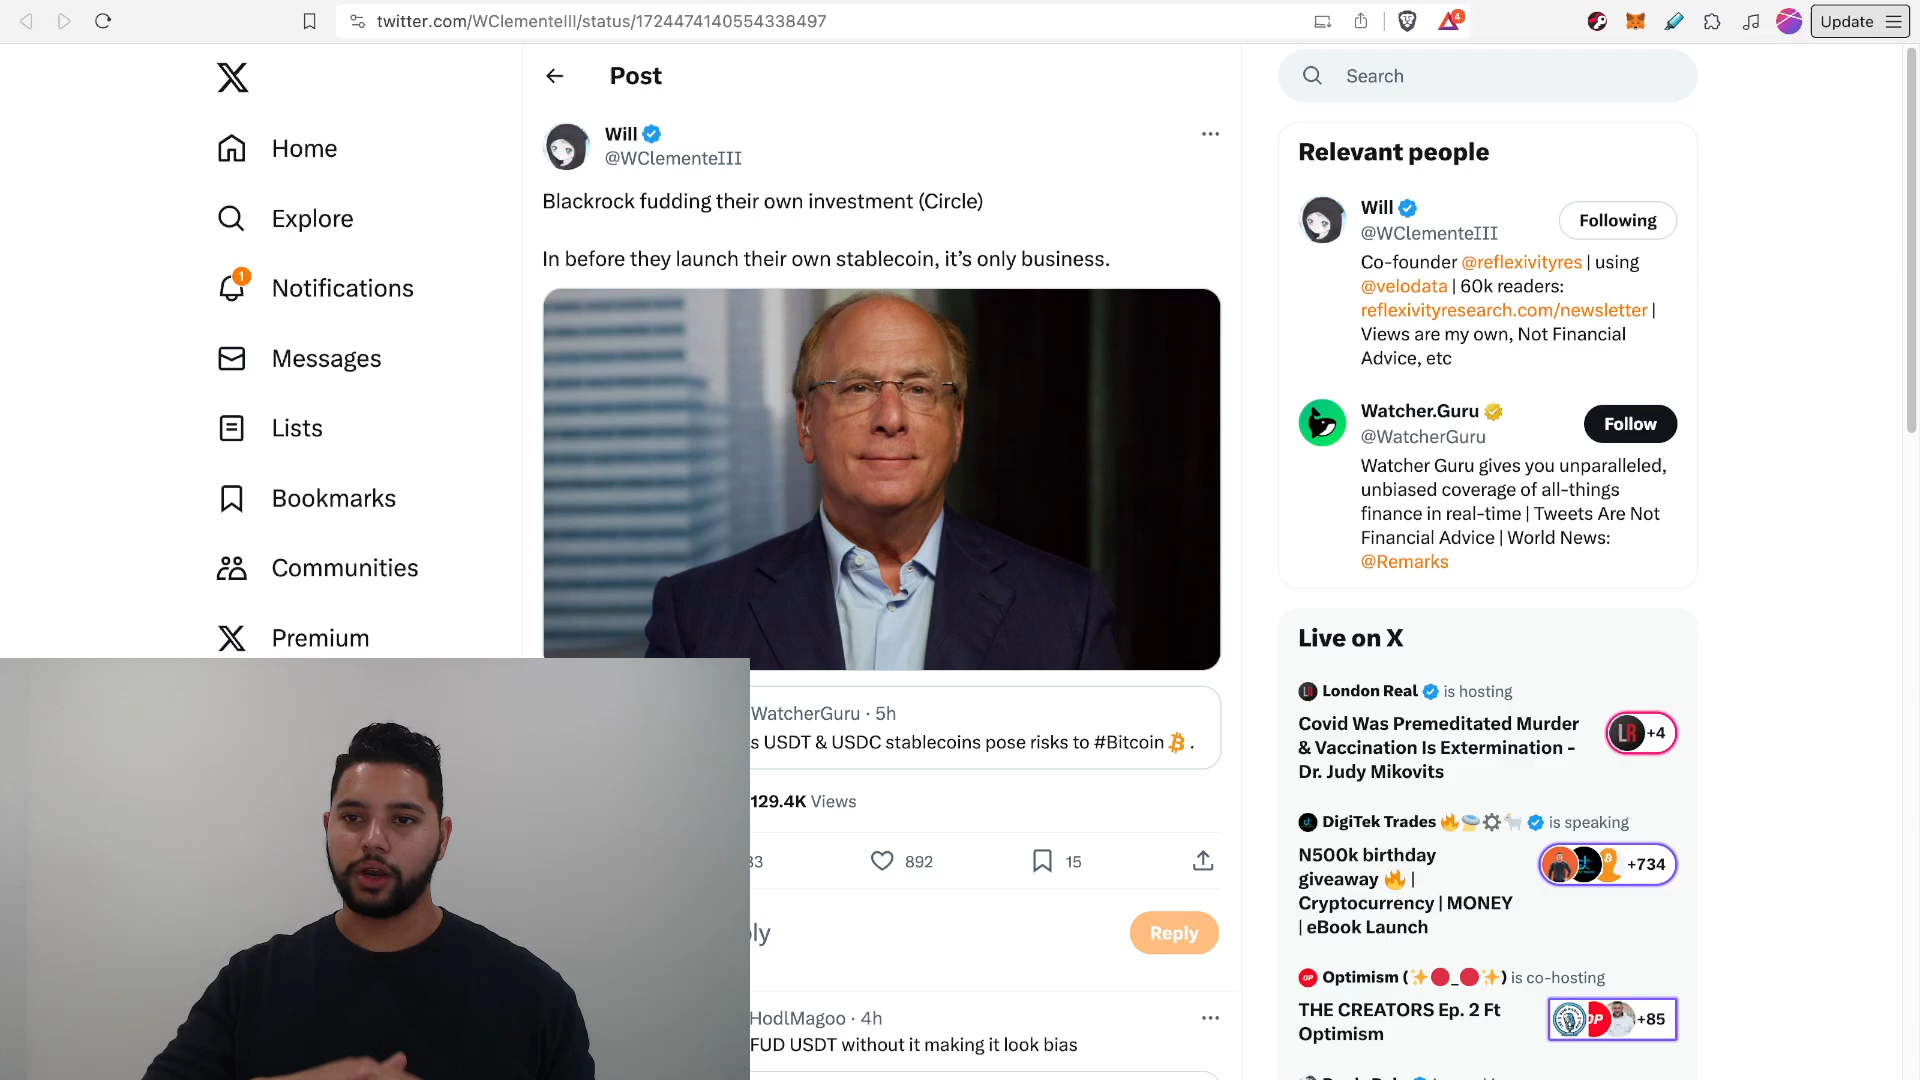 twitter.com/WClementeIII/status/1724474140554338497
4
Update
Home
Explore
1
Notifications
Messages
Lists
Bookmarks
Communities
Premium
Post
Will
@WClementeIII
Blackrock fudding their own investment (Circle)
In before they launch their own stablecoin, it's only business.
WatcherGuru · 5h
s USDT & USDC stablecoins pose risks to #Bitcoin .
129.4K Views
33
892
15
ply
Reply
HodlMagoo · 4h
FUD USDT without it making it look bias
Search
Relevant people
Will
@WClementeIII
Following
Co-founder @reflexivityres | using
@velodata | 60k readers:
reflexivityresearch.com/newsletter |
Views are my own, Not Financial
Advice, etc
Watcher.Guru
@WatcherGuru
Follow
Watcher Guru gives you unparalleled,
unbiased coverage of all-things
finance in real-time | Tweets Are Not
Financial Advice | World News:
@Remarks
Live on X
London Real is hosting
Covid Was Premeditated Murder
& Vaccination Is Extermination -
Dr. Judy Mikovits
LR +4
DigiTek Trades 🔥🪐⚙️🐐 is speaking
N500k birthday
giveaway 🔥 |
Cryptocurrency | MONEY
| eBook Launch
+734
OP Optimism (✨🔴_🔴✨) is co-hosting
THE CREATORS Ep. 2 Ft
Optimism
OP +85